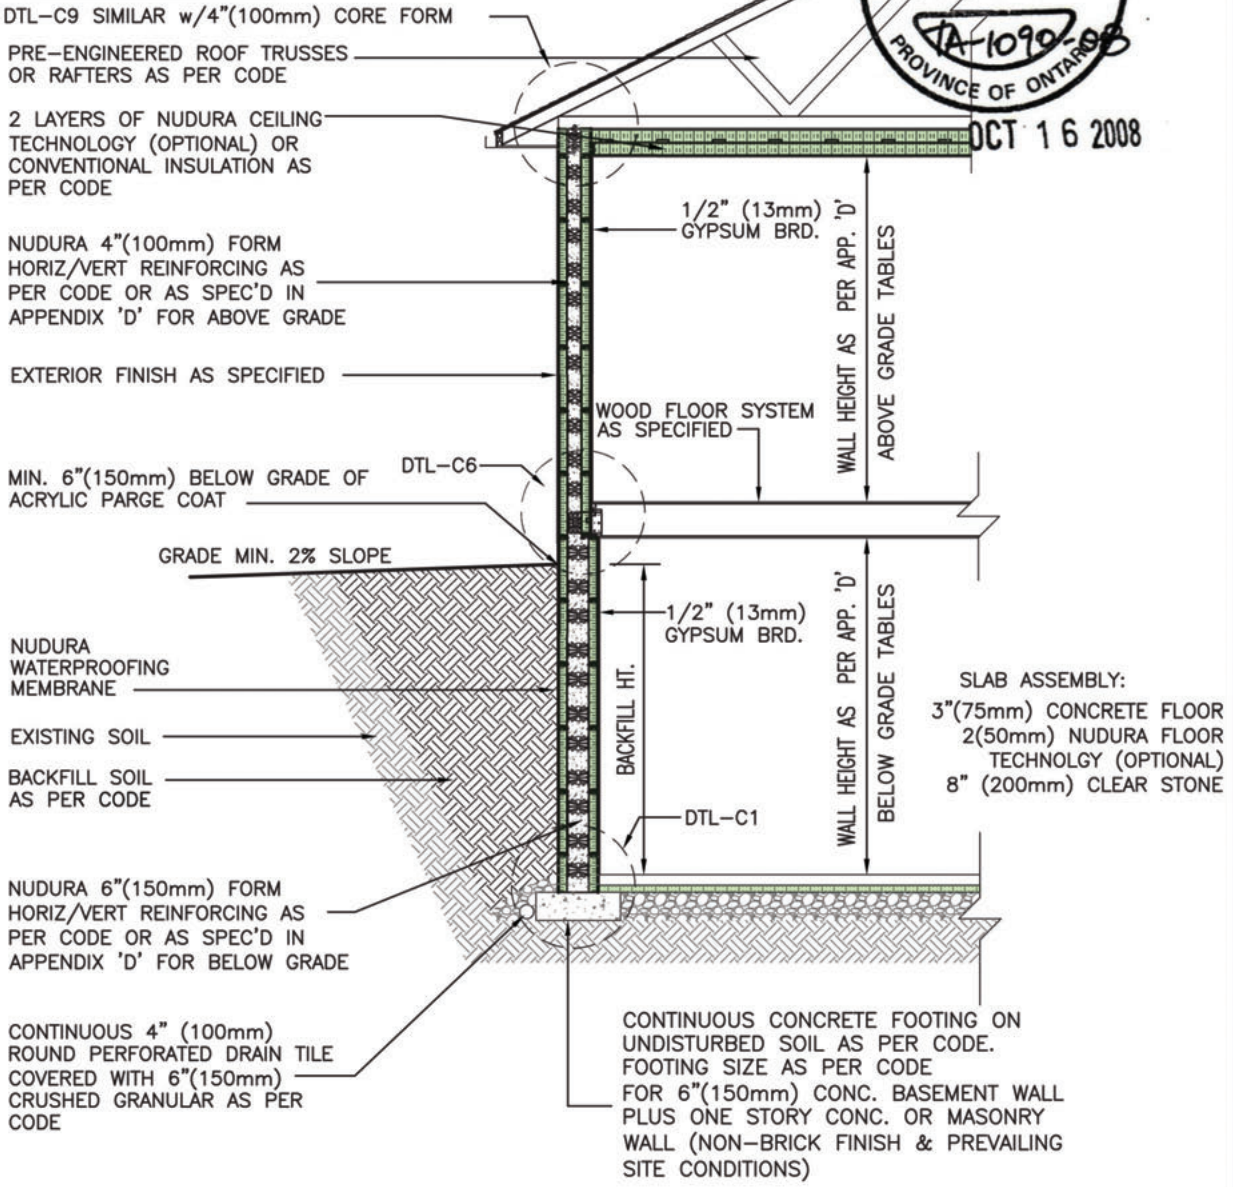 DTL-C9 SIMILAR w/4"(100mm) CORE FORM
PRE-ENGINEERED ROOF TRUSSES
OR RAFTERS AS PER CODE
2 LAYERS OF NUDURA CEILING
TECHNOLOGY (OPTIONAL) OR
CONVENTIONAL INSULATION AS
PER CODE
NUDURA 4"(100mm) FORM
HORIZ/VERT REINFORCING AS
PER CODE OR AS SPEC'D IN
APPENDIX 'D' FOR ABOVE GRADE
EXTERIOR FINISH AS SPECIFIED
MIN. 6"(150mm) BELOW GRADE OF
ACRYLIC PARGE COAT
DTL-C6
GRADE MIN. 2% SLOPE
NUDURA
WATERPROOFING
MEMBRANE
EXISTING SOIL
BACKFILL SOIL
AS PER CODE
NUDURA 6"(150mm) FORM
HORIZ/VERT REINFORCING AS
PER CODE OR AS SPEC'D IN
APPENDIX 'D' FOR BELOW GRADE
CONTINUOUS 4" (100mm)
ROUND PERFORATED DRAIN TILE
COVERED WITH 6"(150mm)
CRUSHED GRANULAR AS PER
CODE
TA-1090-08
PROVINCE OF ONTARIO
OCT 16 2008
1/2" (13mm)
GYPSUM BRD.
WALL HEIGHT AS PER APP. 'D'
ABOVE GRADE TABLES
WOOD FLOOR SYSTEM
AS SPECIFIED
1/2" (13mm)
GYPSUM BRD.
BACKFILL HT.
WALL HEIGHT AS PER APP. 'D'
BELOW GRADE TABLES
DTL-C1
SLAB ASSEMBLY:
3"(75mm) CONCRETE FLOOR
2(50mm) NUDURA FLOOR
TECHNOLGY (OPTIONAL)
8" (200mm) CLEAR STONE
CONTINUOUS CONCRETE FOOTING ON
UNDISTURBED SOIL AS PER CODE.
FOOTING SIZE AS PER CODE
FOR 6"(150mm) CONC. BASEMENT WALL
PLUS ONE STORY CONC. OR MASONRY
WALL (NON-BRICK FINISH & PREVAILING
SITE CONDITIONS)